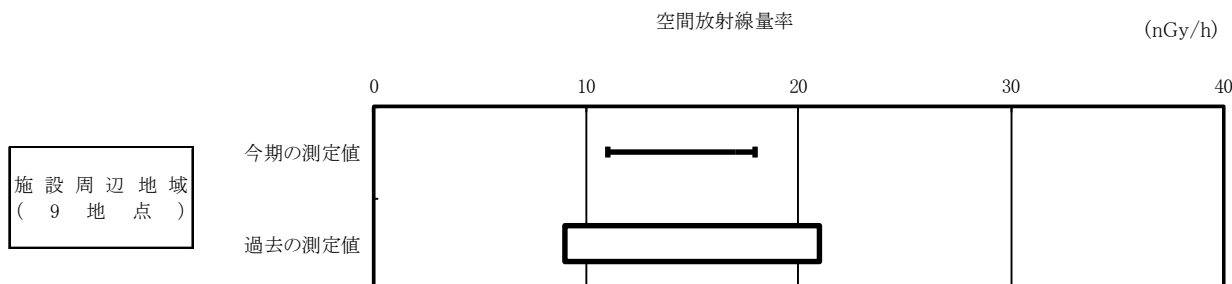 空間放射線量率
(nGy/h)
0 10 20 30 40
今期の測定値
施設周辺地域
(9地点)
過去の測定値